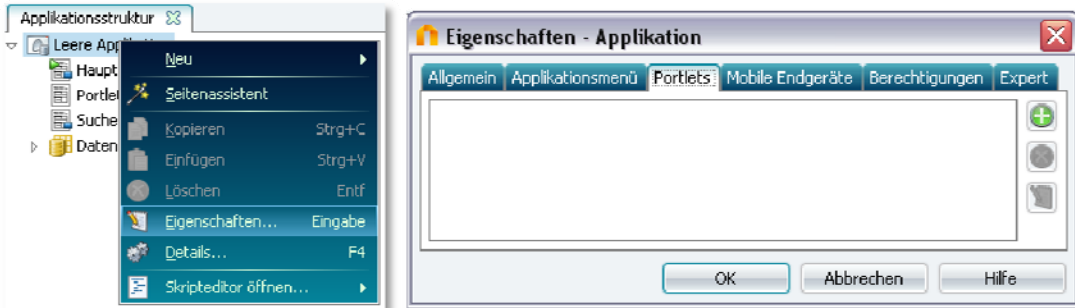 Applikationsstruktur
Leere App
Haupt
Portlet
Suche
Daten
Neu
Seitenassistent
Kopieren Strg+C
Einfügen Strg+V
Löschen Entf
Eigenschaften... Eingabe
Details... F4
Skripteditor öffnen...
Eigenschaften - Applikation
Allgemein Applikationsmenü Portlets Mobile Endgeräte Berechtigungen Expert
OK Abbrechen Hilfe